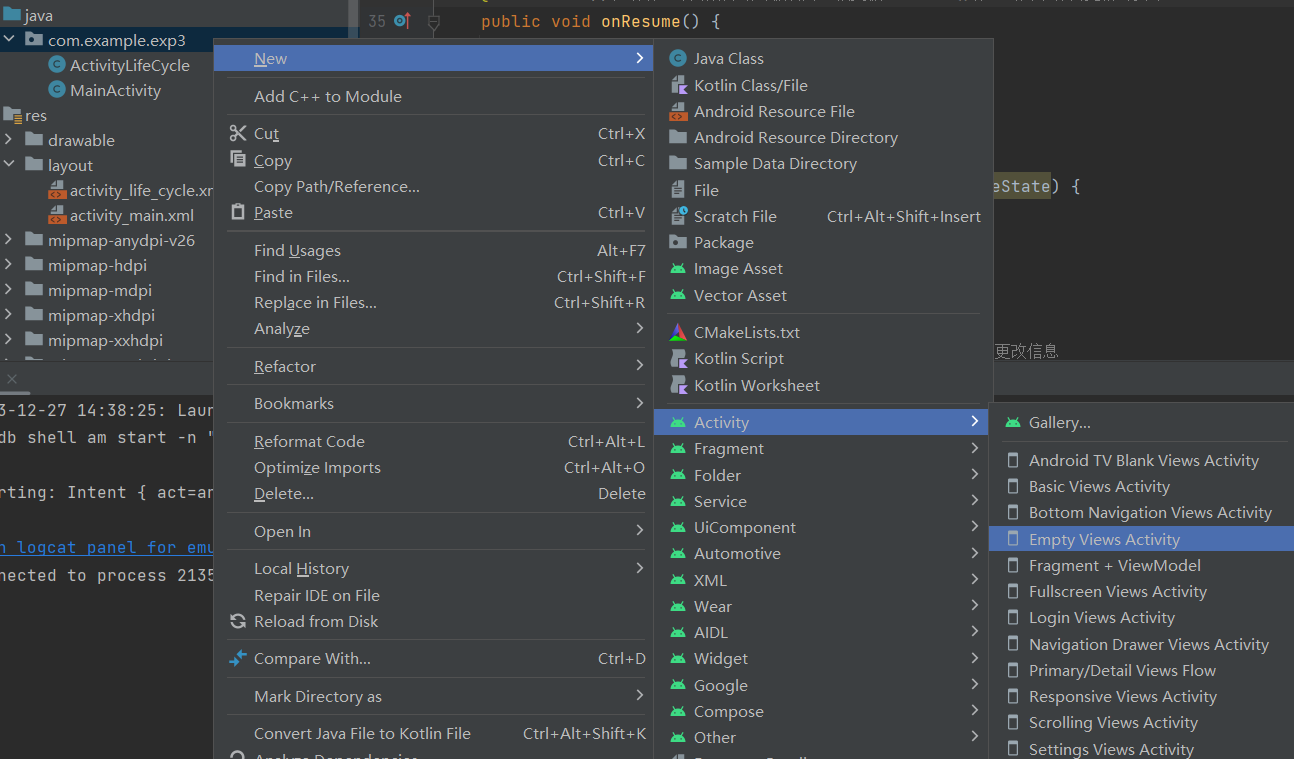 java
com.example.exp3
ActivityLifeCycle
MainActivity
res
drawable
layout
activity_life_cycle.xr
activity_main.xml
mipmap-anydpi-v26
mipmap-hdpi
mipmap-mdpi
mipmap-xhdpi
mipmap-xxhdpi
35 public void onResume() {
eState) {
更改信息
3-12-27 14:38:25: Laur
db shell am start -n "
rting: Intent { act=ar
n logcat panel for emu
nected to process 2135
New
Add C++ to Module
Cut Ctrl+X
Copy Ctrl+C
Copy Path/Reference...
Paste Ctrl+V
Find Usages Alt+F7
Find in Files... Ctrl+Shift+F
Replace in Files... Ctrl+Shift+R
Analyze
Refactor
Bookmarks
Reformat Code Ctrl+Alt+L
Optimize Imports Ctrl+Alt+O
Delete... Delete
Open In
Local History
Repair IDE on File
Reload from Disk
Compare With... Ctrl+D
Mark Directory as
Convert Java File to Kotlin File Ctrl+Alt+Shift+K
Analyze Dependencies
Java Class
Kotlin Class/File
Android Resource File
Android Resource Directory
Sample Data Directory
File
Scratch File Ctrl+Alt+Shift+Insert
Package
Image Asset
Vector Asset
CMakeLists.txt
Kotlin Script
Kotlin Worksheet
Activity
Fragment
Folder
Service
UiComponent
Automotive
XML
Wear
AIDL
Widget
Google
Compose
Other
Gallery...
Android TV Blank Views Activity
Basic Views Activity
Bottom Navigation Views Activity
Empty Views Activity
Fragment + ViewModel
Fullscreen Views Activity
Login Views Activity
Navigation Drawer Views Activity
Primary/Detail Views Flow
Responsive Views Activity
Scrolling Views Activity
Settings Views Activity